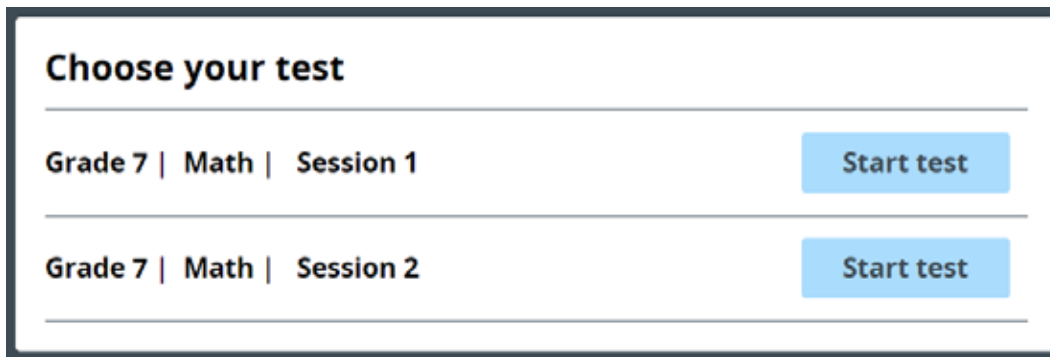 Choose your test
Grade 7 | Math | Session 1 Start test
Grade 7 | Math | Session 2 Start test